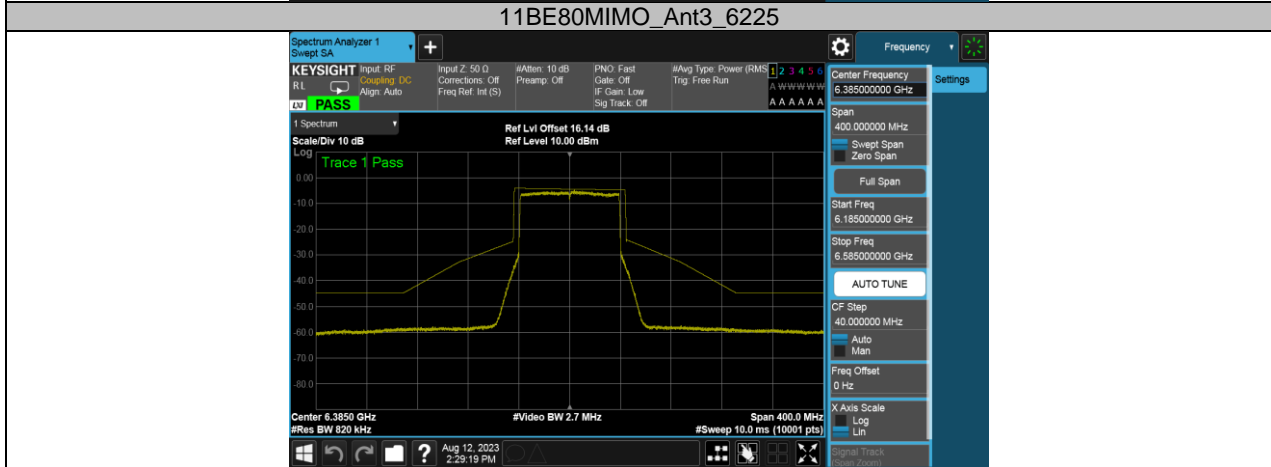 11BE80MIMO_Ant3_6225
Spectrum Analyzer 1
Swept SA
+
Frequency
KEYSIGHT Input: RF Input Z: 50 Ω #Atten: 10 dB PNO: Fast #Avg Type: Power (RMS 1 2 3 4 5 6
RL Coupling: DC Corrections: Off Preamp: Off Gate: Off Trig: Free Run A W W W W W
Align: Auto Freq Ref: Int (S) IF Gain: Low
LXI PASS Sig Track: Off A A A A A A
Center Frequency
6.385000000 GHz
Settings
1 Spectrum
Ref Lvl Offset 16.14 dB
Scale/Div 10 dB Ref Level 10.00 dBm
Log
Trace 1 Pass
0.00
-10.0
-20.0
-30.0
-40.0
-50.0
-60.0
-70.0
-80.0
Center 6.3850 GHz #Video BW 2.7 MHz Span 400.0 MHz
#Res BW 820 kHz #Sweep 10.0 ms (10001 pts)
Span
400.000000 MHz
Swept Span
Zero Span
Full Span
Start Freq
6.185000000 GHz
Stop Freq
6.585000000 GHz
AUTO TUNE
CF Step
40.000000 MHz
Auto
Man
Freq Offset
0 Hz
X Axis Scale
Log
Lin
Signal Track
(Span Zoom)
? Aug 12, 2023
2:29:19 PM